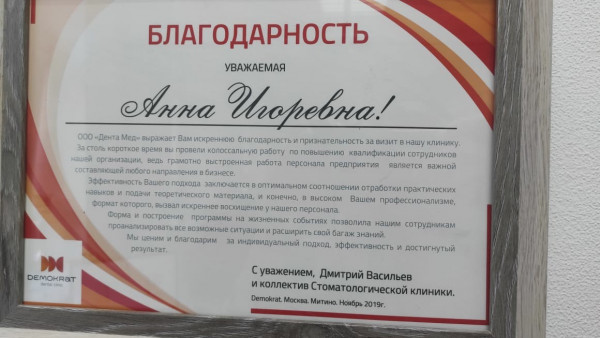 БЛАГОДАРНОСТЬ
УВАЖАЕМАЯ
Анна Игоревна!
ООО «Дента Мед» выражает Вам искреннюю благодарность и признательность за визит в нашу клинику.
За столь короткое время вы провели колоссальную работу по повышению квалификации сотрудников
нашей организации, ведь грамотно выстроенная работа персонала предприятия является важной
составляющей любого направления в бизнесе.
Эффективность Вашего подхода заключается в оптимальном соотношении отработки практических
навыков и подачи теоретического материала, и конечно, в высоком Вашем профессионализме,
формат которого, вызвал искреннее восхищение у нашего персонала.
Форма и построение программы на жизненных событиях позволила нашим сотрудникам
проанализировать все возможные ситуации и расширить свой багаж знаний.
Мы ценим и благодарим за индивидуальный подход, эффективность и достигнутый
результат.
С уважением, Дмитрий Васильев
и коллектив Стоматологической клиники.
Demokrat. Москва. Митино. Ноябрь 2019г.
DEMOKRAT